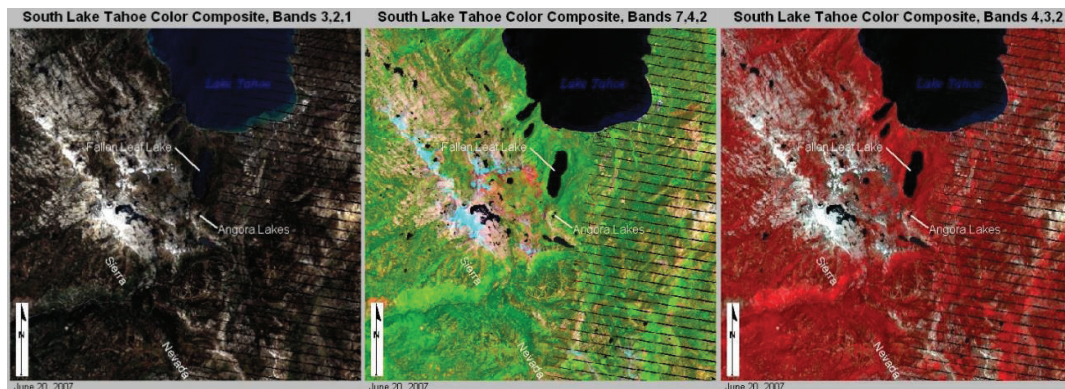 South Lake Tahoe Color Composite, Bands 3,2,1
Lake Tahoe
Fallen Leaf Lake
Angora Lakes
Sierra
Nevada
N
June 20, 2007
South Lake Tahoe Color Composite, Bands 7,4,2
Lake Tahoe
Fallen Leaf Lake
Angora Lakes
Sierra
Nevada
N
June 20, 2007
South Lake Tahoe Color Composite, Bands 4,3,2
Lake Tahoe
Fallen Leaf Lake
Angora Lakes
Sierra
Nevada
N
June 20, 2007